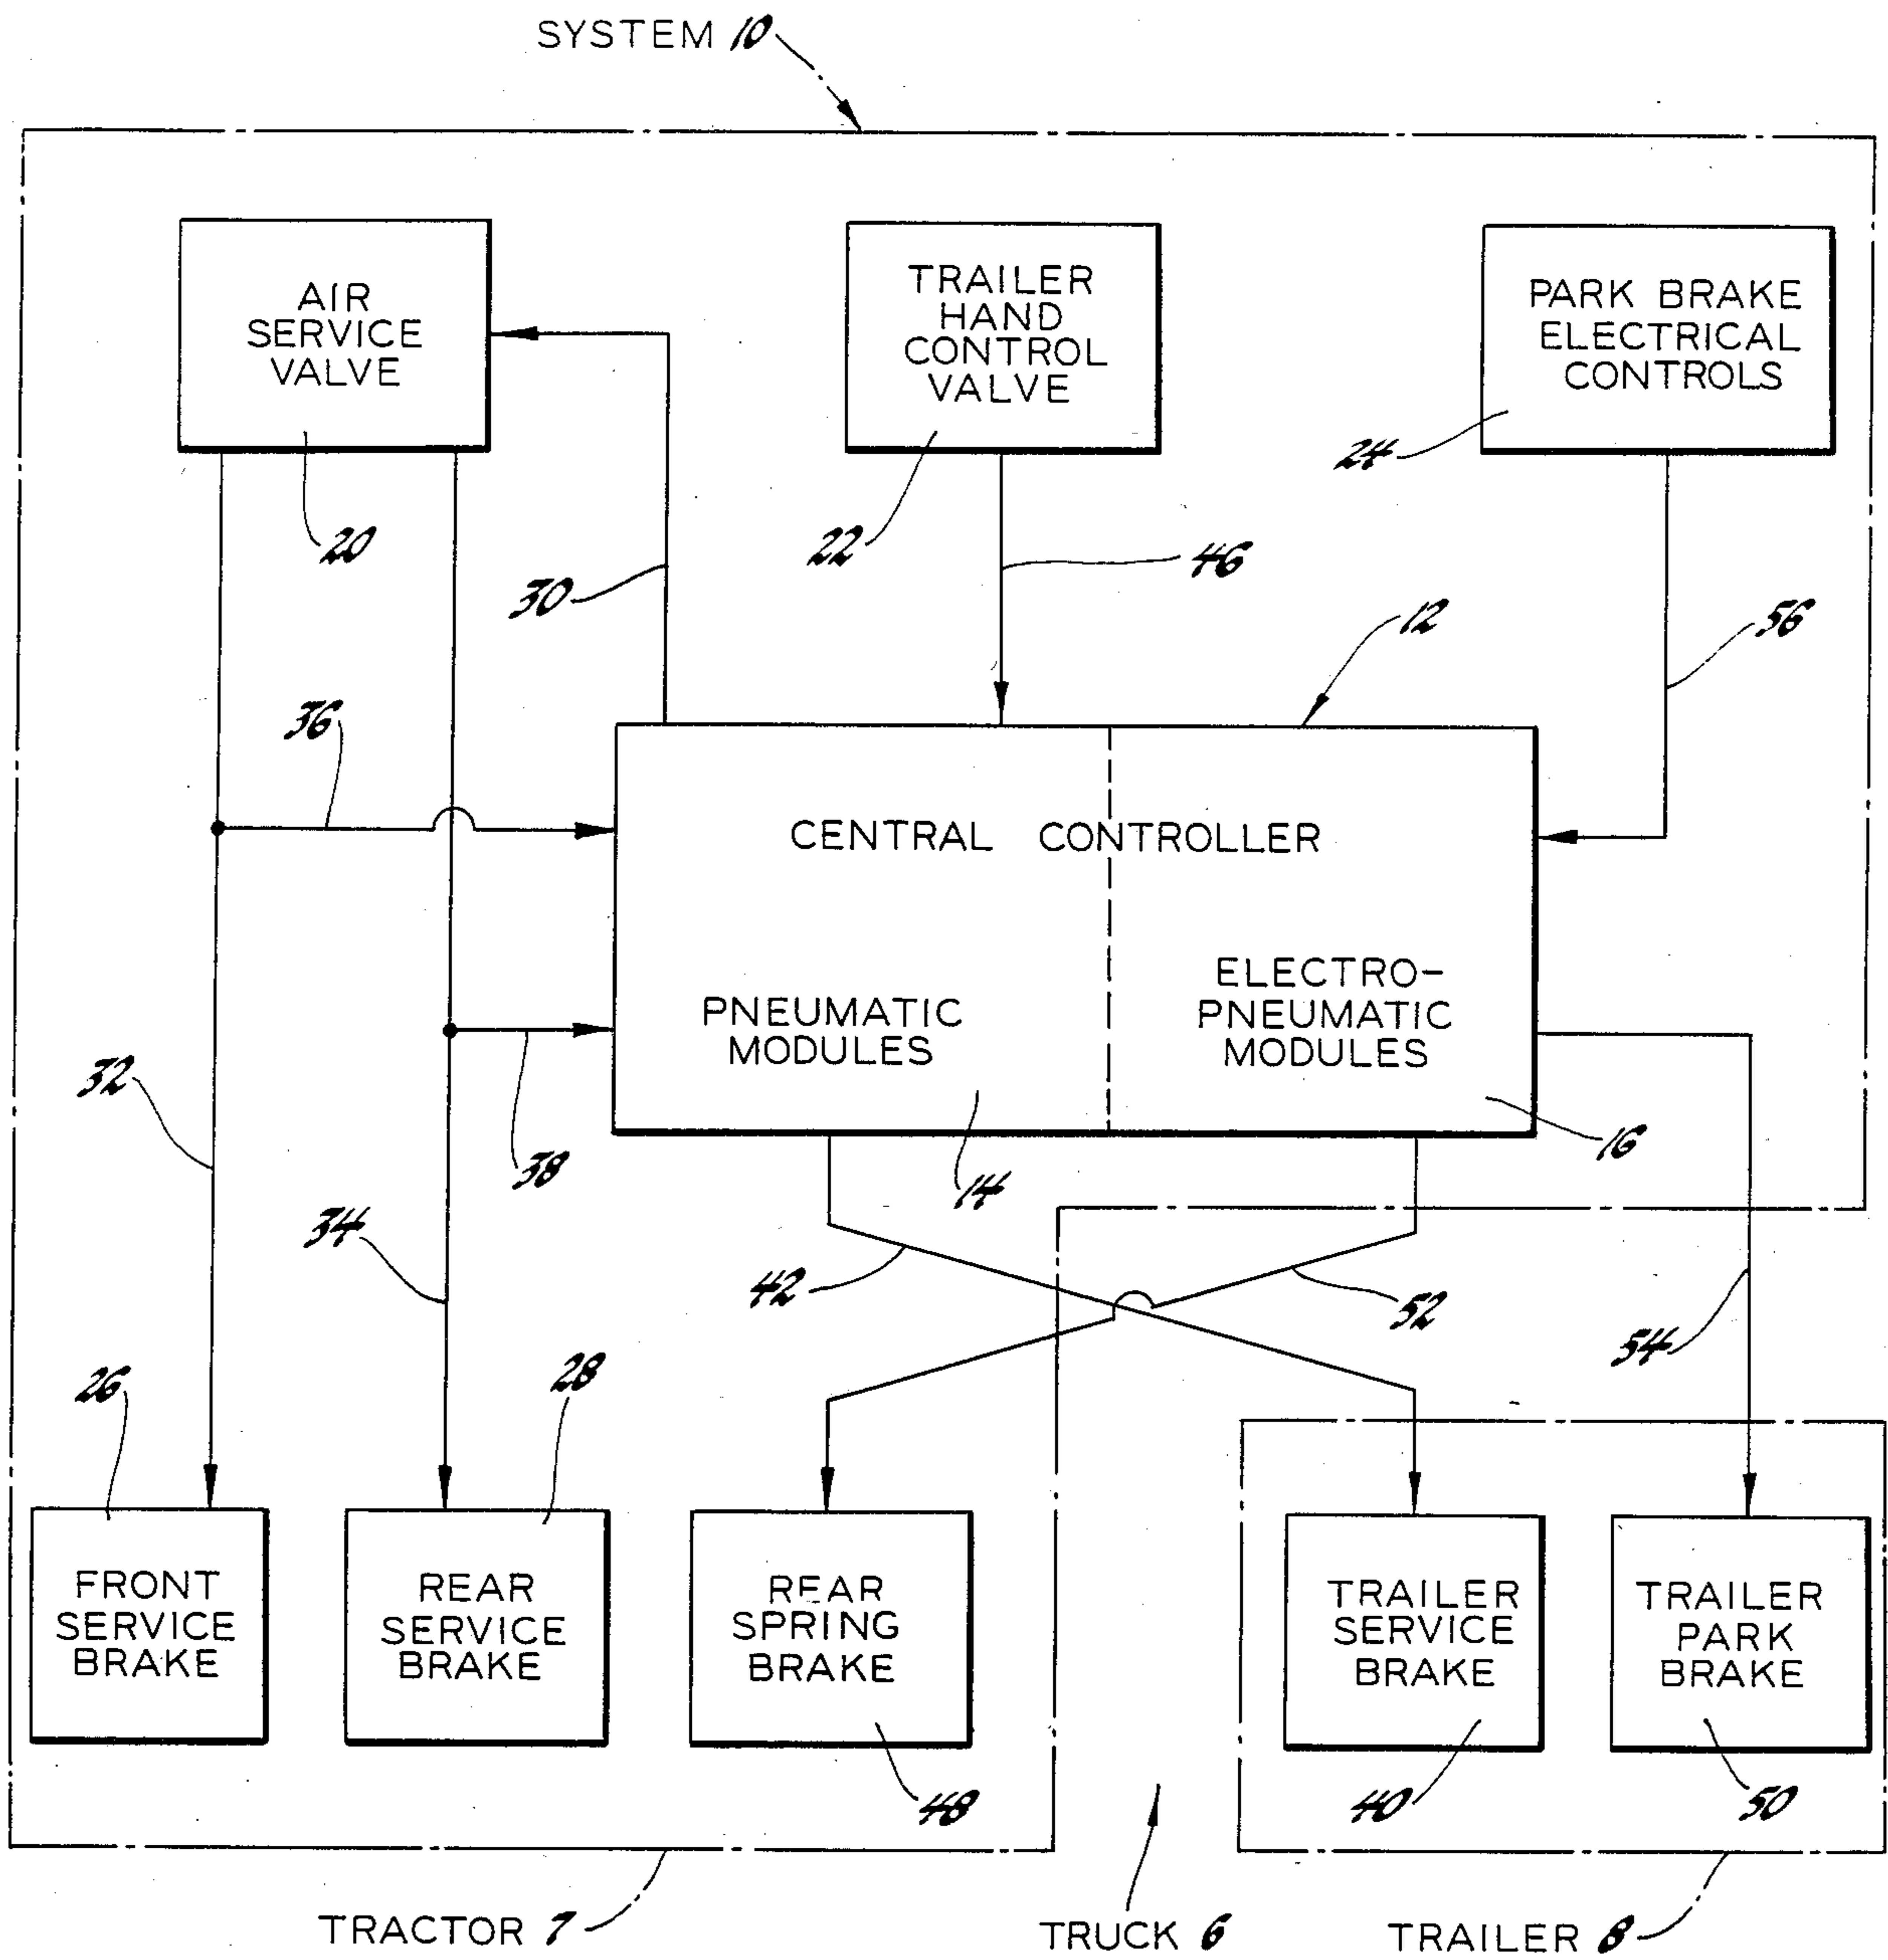 SYSTEM 10
AIR
SERVICE
VALVE
20
TRAILER
HAND
CONTROL
VALVE
22
PARK BRAKE
ELECTRICAL
CONTROLS
24
30
46
12
56
36
CENTRAL CONTROLLER
PNEUMATIC
MODULES
ELECTRO-
PNEUMATIC
MODULES
32
38
14
16
34
42
52
54
26
28
FRONT
SERVICE
BRAKE
REAR
SERVICE
BRAKE
REAR
SPRING
BRAKE
48
TRAILER
SERVICE
BRAKE
40
TRAILER
PARK
BRAKE
50
TRACTOR 7
TRUCK 6
TRAILER 8